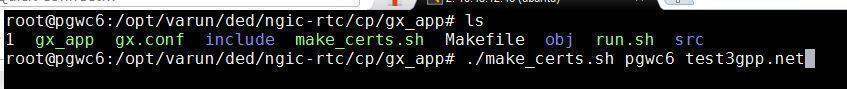 root@pgwc6:/opt/varun/ded/ngic-rtc/cp/gx_app# ls
1 gx_app gx.conf include make_certs.sh Makefile obj run.sh src
root@pgwc6:/opt/varun/ded/ngic-rtc/cp/gx_app# ./make_certs.sh pgwc6 test3gpp.net